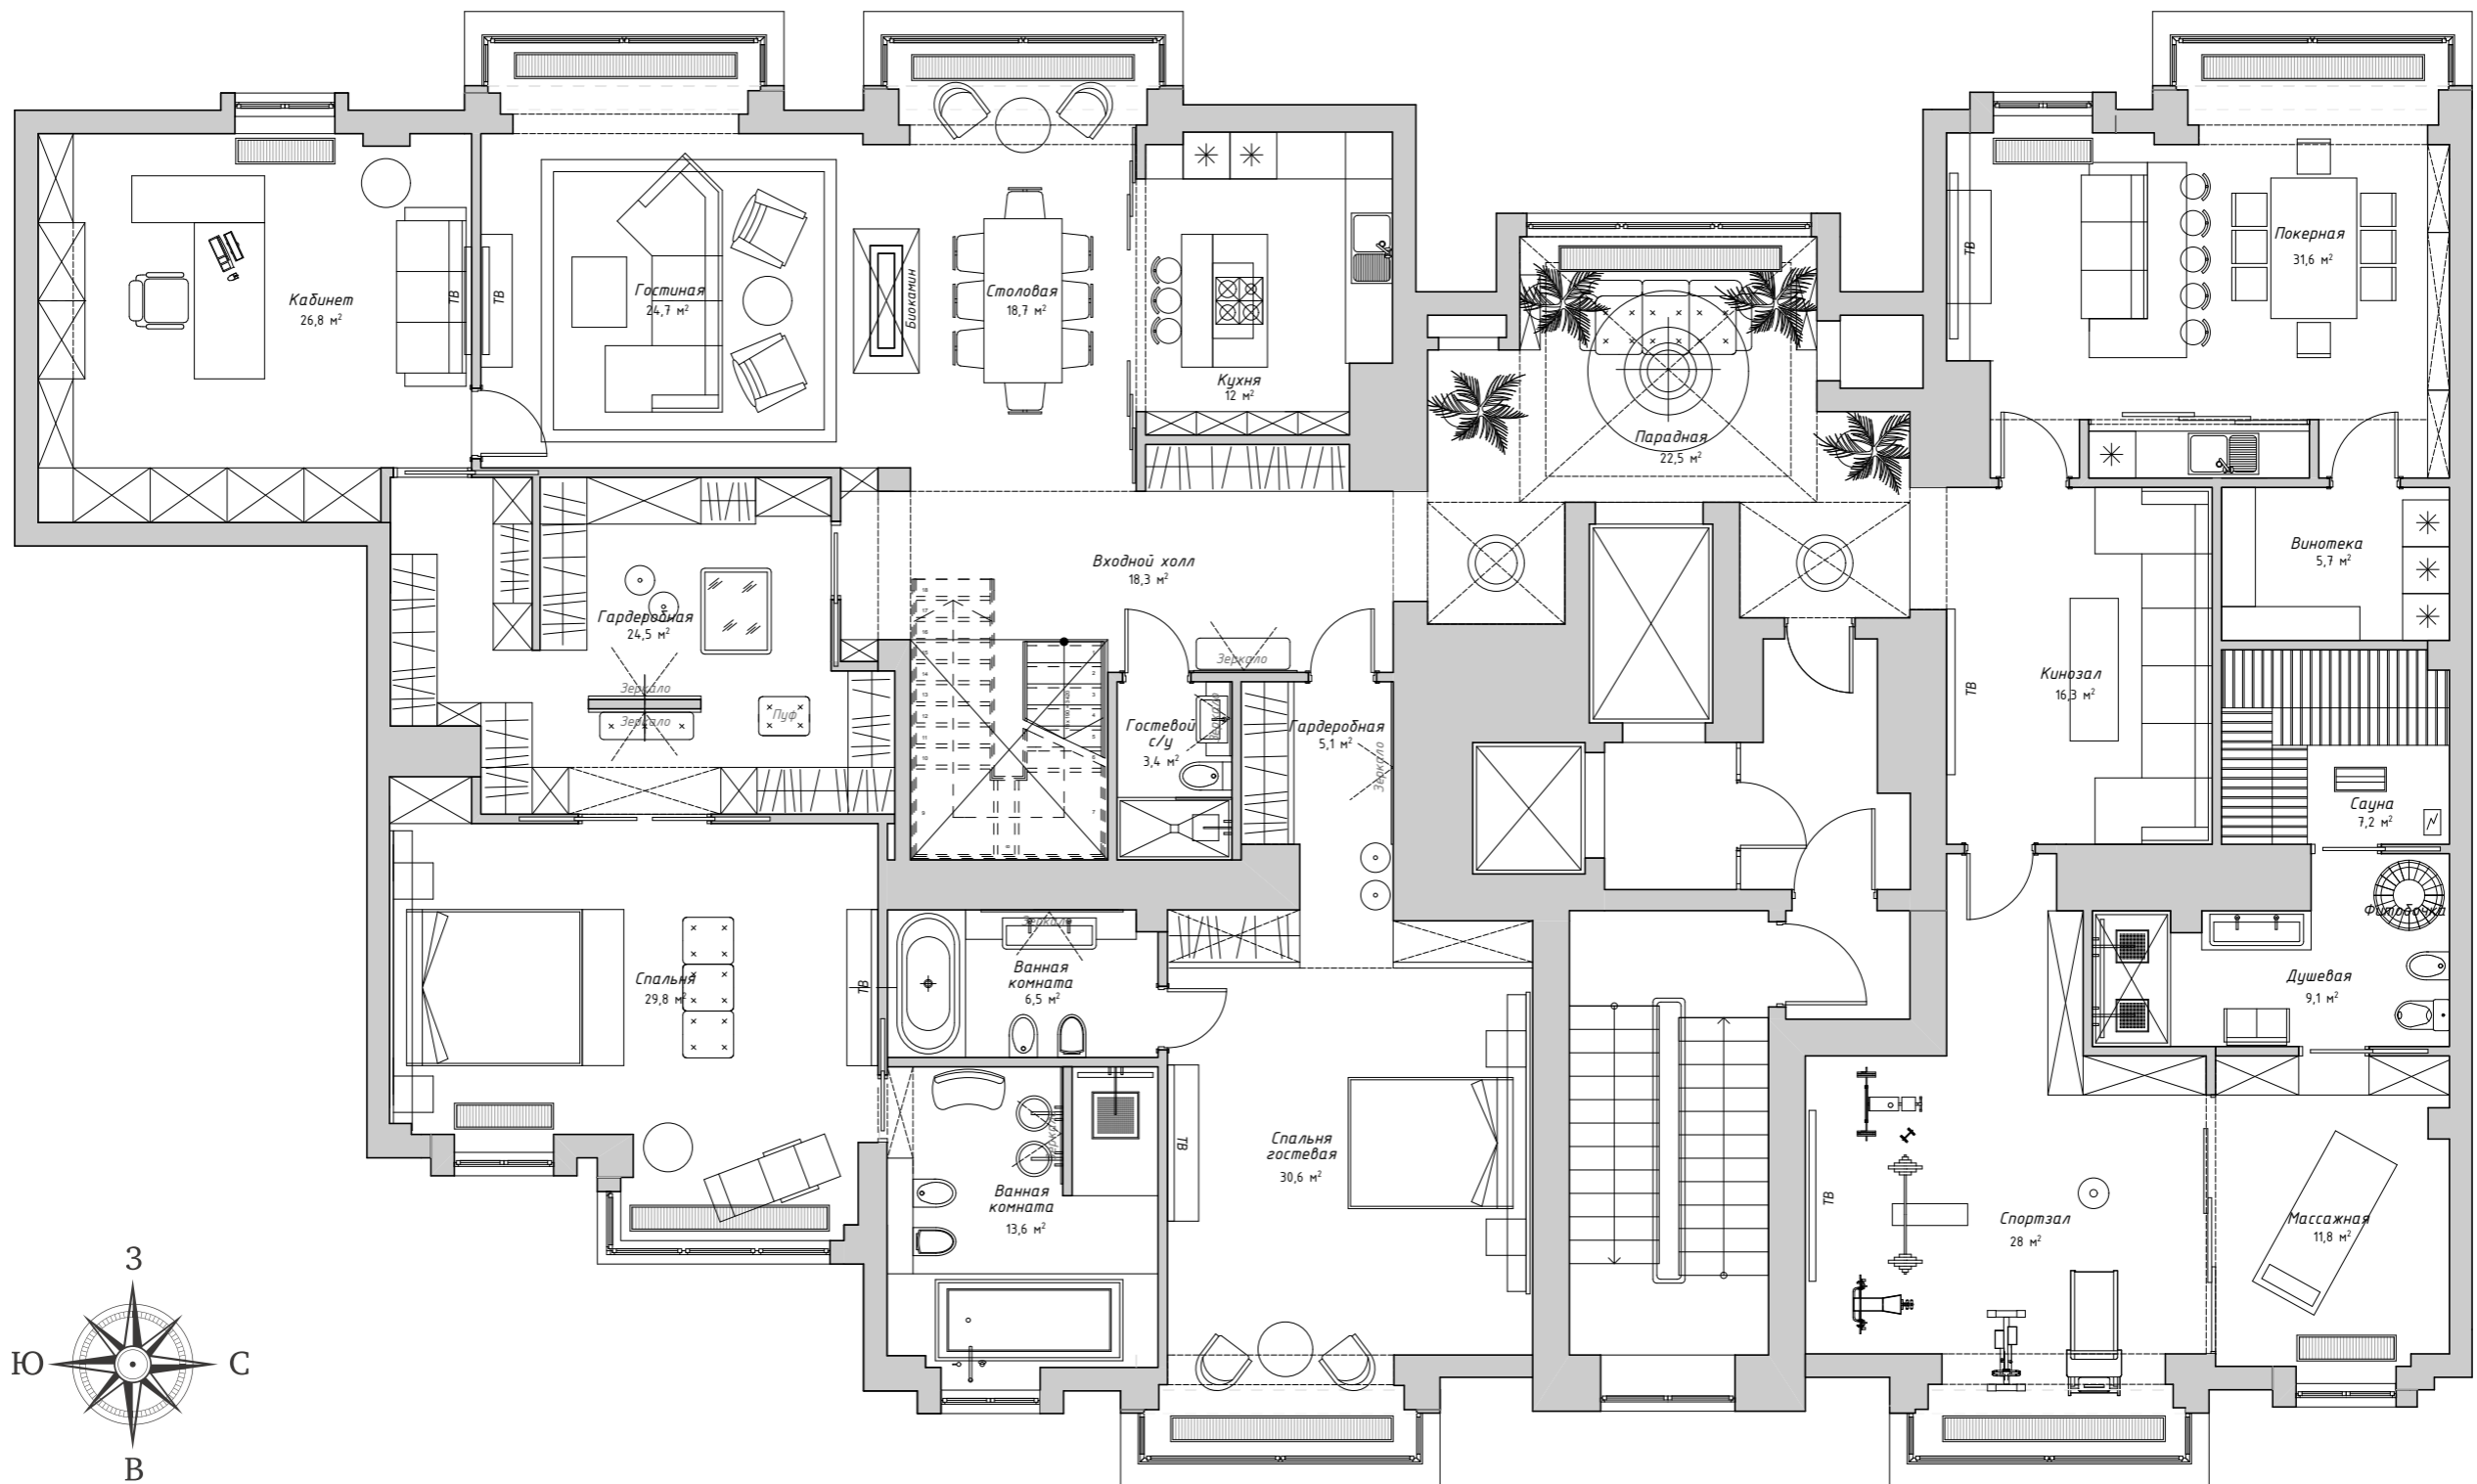 Кабинет
26,8 м²
ТВ
ТВ
Гостиная
24,7 м²
Биокамин
Столовая
18,7 м²
Кухня
12 м²
Парадная
22,5 м²
ТВ
Покерная
31,6 м²
Входной холл
18,3 м²
Винотека
5,7 м²
Гардеробная
24,5 м²
Зеркало
Зеркало
Пуф
Зеркало
Гостевой
с/у
3,4 м²
Зеркало
Гардеробная
5,1 м²
Зеркало
ТВ
Кинозал
16,3 м²
Сауна
7,2 м²
Фитобочка
Душевая
9,1 м²
Спальня
29,8 м²
ТВ
Зеркало
Ванная
комната
6,5 м²
Зеркало
Ванная
комната
13,6 м²
ТВ
Спальня
гостевая
30,6 м²
ТВ
Спортзал
28 м²
Массажная
11,8 м²
З
Ю
С
В